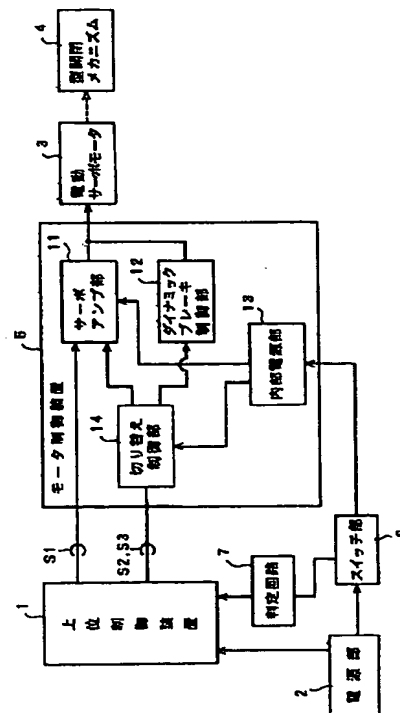 1
上位制御装置
S1
S2,S3
2
電源部
7
判定回路
スイッチ部
6
5
モータ制御装置
11
サーボ
アンプ部
12
ダイナミック
ブレーキ
制御部
13
内部電源部
14
切り替え
制御部
3
電動
サーボモータ
4
型開閉
メカニズム